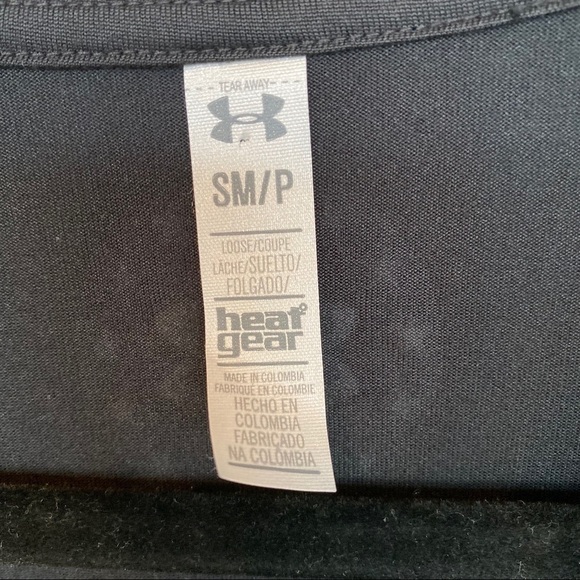 TEAR AWAY
SM/P
LOOSE/COUPE
LÂCHE/SUELTO/
FOLGADO/
heat
gear
MADE IN COLOMBIA
FABRIQUÉ EN COLOMBIE
HECHO EN
COLOMBIA
FABRICADO
NA COLÔMBIA